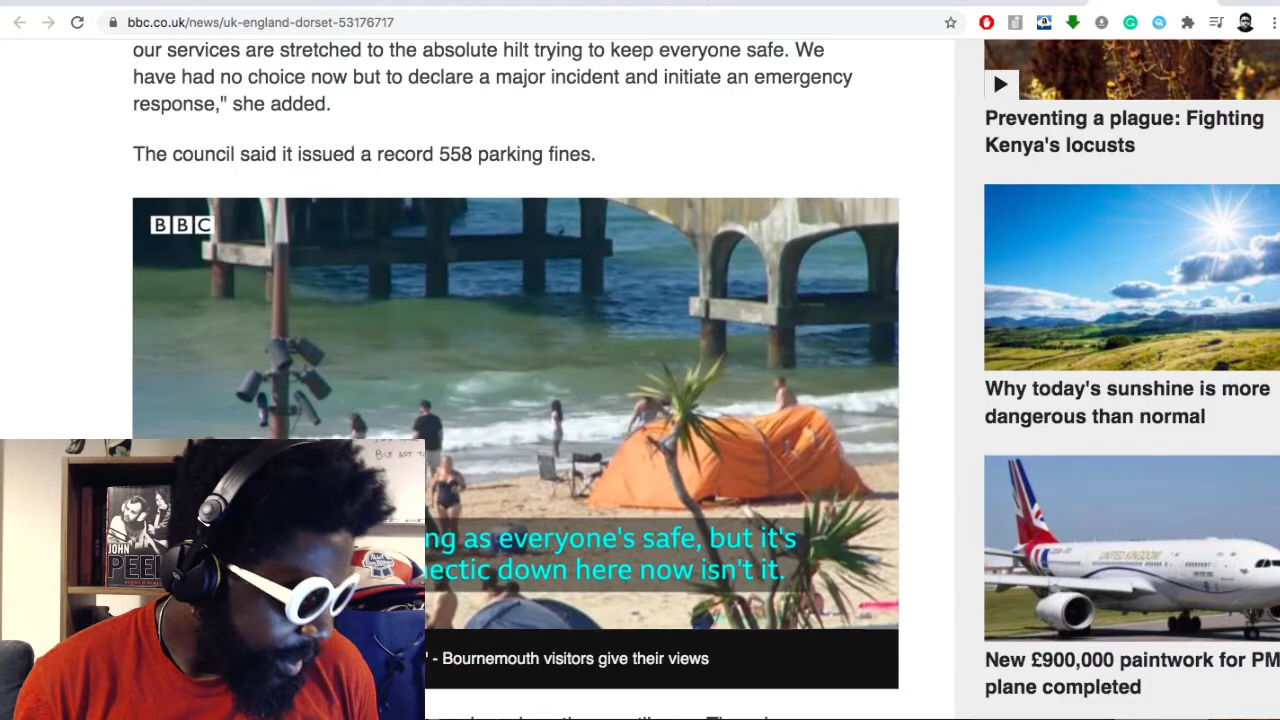 bbc.co.uk/news/uk-england-dorset-53176717
our services are stretched to the absolute hilt trying to keep everyone safe. We
have had no choice now but to declare a major incident and initiate an emergency
response," she added.
The council said it issued a record 558 parking fines.
BBC
ng as everyone's safe, but it's
ectic down here now isn't it.
' - Bournemouth visitors give their views
Preventing a plague: Fighting
Kenya's locusts
Why today's sunshine is more
dangerous than normal
UNITED KINGDOM
New £900,000 paintwork for PM
plane completed
JOHN
PEEL
BUT NOT